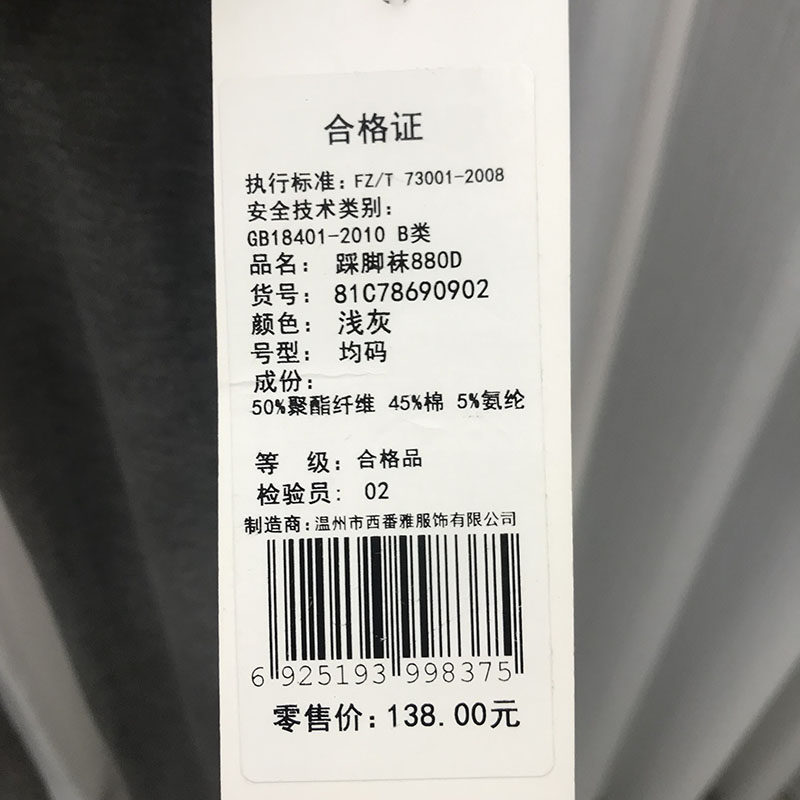 合格证
执行标准：FZ/T 73001-2008
安全技术类别：
GB18401-2010 B类
品名： 踩脚袜880D
货号： 81C78690902
颜色： 浅灰
号型： 均码
成份：
50%聚酯纤维 45%棉 5%氨纶
等 级：合格品
检验员: 02
制造商：温州市西番雅服饰有限公司
6 925193 998375
零售价：138.00元